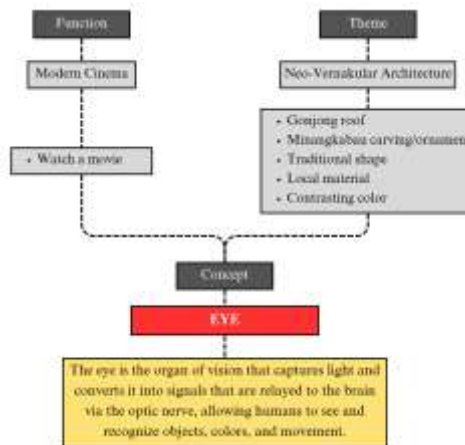 Function
Theme
Modern Cinema
Neo-Vernakular Architecture
• Watch a movie
• Gonjong roof
• Minangkabau carving/ornament
• Traditional shape
• Local material
• Contrasting color
Concept
EYE
The eye is the organ of vision that captures light and
converts it into signals that are relayed to the brain
via the optic nerve, allowing humans to see and
recognize objects, colors, and movement.